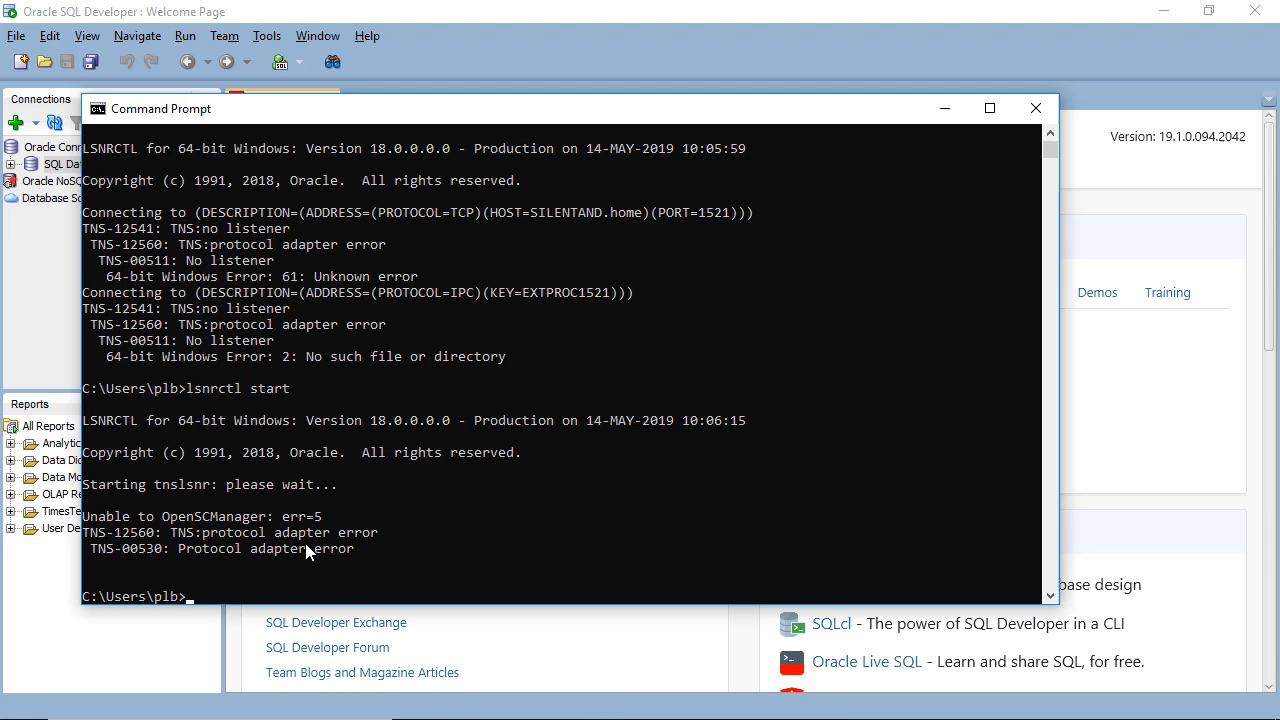 Oracle SQL Developer : Welcome Page
File Edit View Navigate Run Team Tools Window Help
Connections
Command Prompt
Oracle Conn
SQL Da
Oracle NoSQ
Database Sc
Version: 19.1.0.094.2042
Demos Training
LSNRCTL for 64-bit Windows: Version 18.0.0.0.0 - Production on 14-MAY-2019 10:05:59
Copyright (c) 1991, 2018, Oracle.  All rights reserved.
Connecting to (DESCRIPTION=(ADDRESS=(PROTOCOL=TCP)(HOST=SILENTAND.home)(PORT=1521)))
TNS-12541: TNS:no listener
TNS-12560: TNS:protocol adapter error
TNS-00511: No listener
64-bit Windows Error: 61: Unknown error
Connecting to (DESCRIPTION=(ADDRESS=(PROTOCOL=IPC)(KEY=EXTPROC1521)))
TNS-12541: TNS:no listener
TNS-12560: TNS:protocol adapter error
TNS-00511: No listener
64-bit Windows Error: 2: No such file or directory
C:\Users\plb>lsnrctl start
LSNRCTL for 64-bit Windows: Version 18.0.0.0.0 - Production on 14-MAY-2019 10:06:15
Copyright (c) 1991, 2018, Oracle.  All rights reserved.
Starting tnslsnr: please wait...
Unable to OpenSCManager: err=5
TNS-12560: TNS:protocol adapter error
TNS-00530: Protocol adapter error
C:\Users\plb>
Reports
All Reports
Analytic
Data Dic
Data Mo
OLAP Re
TimesTe
User De
SQL Developer Exchange
SQL Developer Forum
Team Blogs and Magazine Articles
base design
SQLcl - The power of SQL Developer in a CLI
Oracle Live SQL - Learn and share SQL, for free.